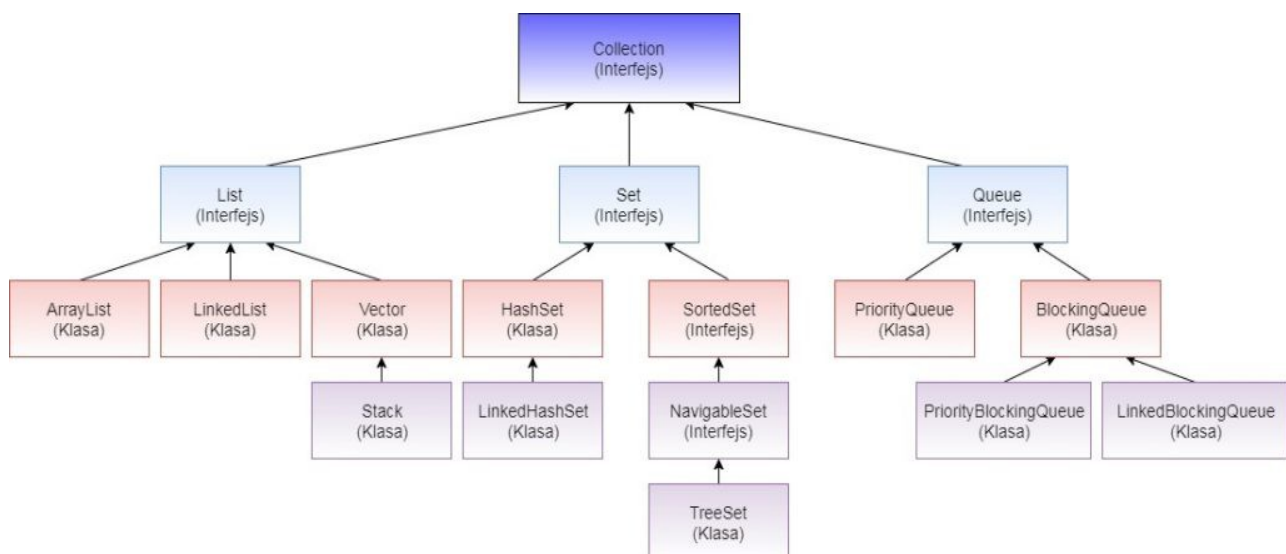 Collection
(Interfejs)
List
(Interfejs)
Set
(Interfejs)
Queue
(Interfejs)
ArrayList
(Klasa)
LinkedList
(Klasa)
Vector
(Klasa)
HashSet
(Klasa)
SortedSet
(Interfejs)
PriorityQueue
(Klasa)
BlockingQueue
(Klasa)
Stack
(Klasa)
LinkedHashSet
(Klasa)
NavigableSet
(Interfejs)
PriorityBlockingQueue
(Klasa)
LinkedBlockingQueue
(Klasa)
TreeSet
(Klasa)